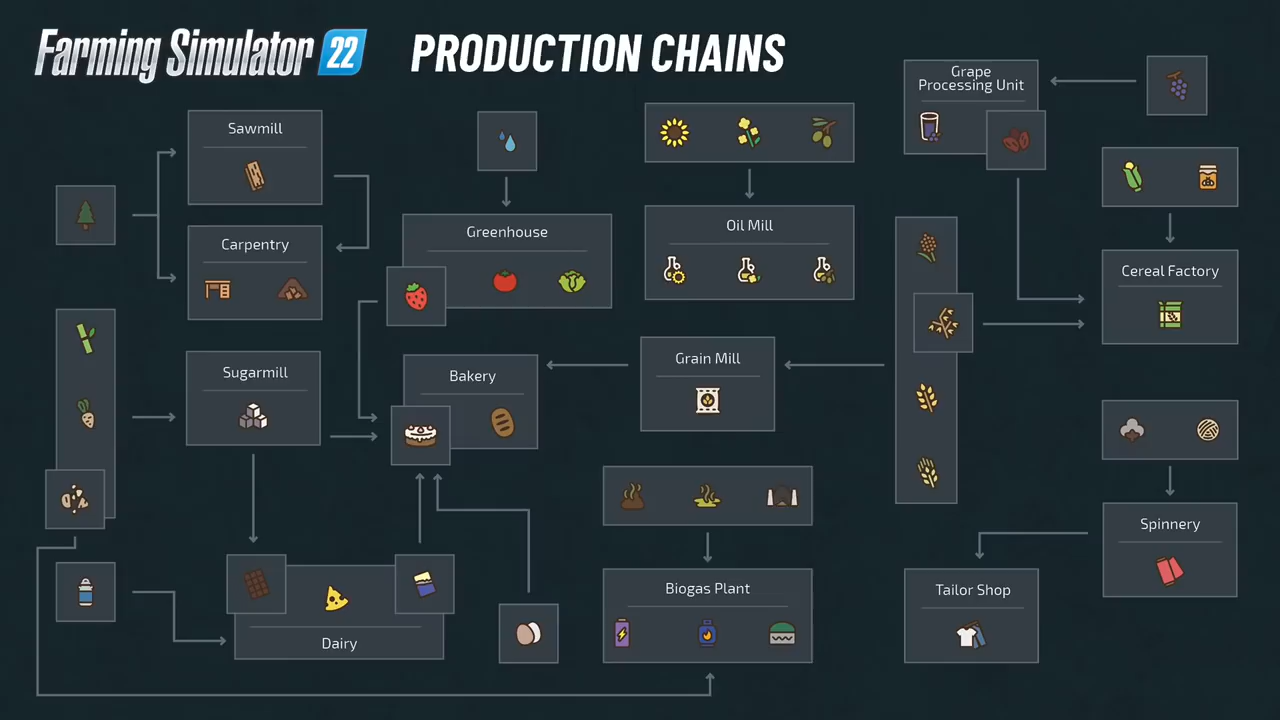 Farming Simulator 22
PRODUCTION CHAINS
Grape
Processing Unit
Sawmill
Carpentry
Greenhouse
Oil Mill
Cereal Factory
Sugarmill
Bakery
Grain Mill
Spinnery
Dairy
Biogas Plant
Tailor Shop